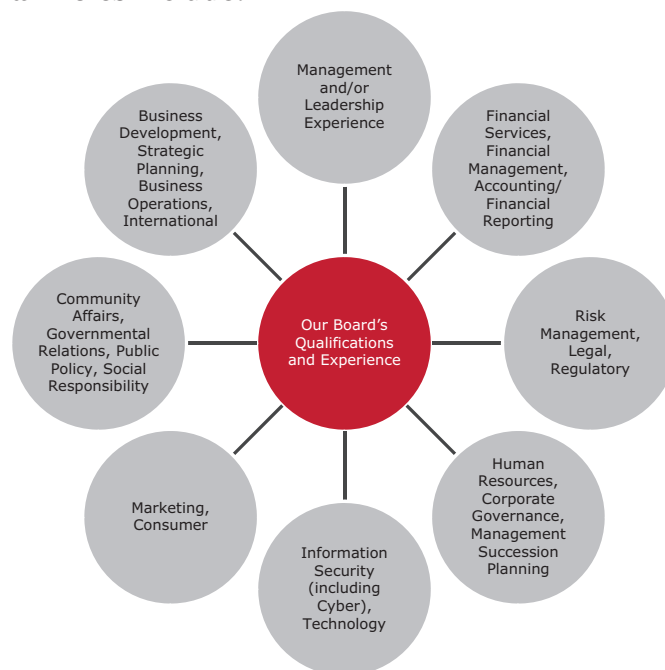 Management
and/or
Leadership
Experience
Financial
Services,
Financial
Management,
Accounting/
Financial
Reporting
Risk
Management,
Legal,
Regulatory
Human
Resources,
Corporate
Governance,
Management
Succession
Planning
Information
Security
(including
Cyber),
Technology
Marketing,
Consumer
Community
Affairs,
Governmental
Relations, Public
Policy, Social
Responsibility
Business
Development,
Strategic
Planning,
Business
Operations,
International
Our Board’s
Qualifications
and Experience